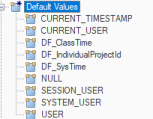 Default Values
CURRENT_TIMESTAMP
CURRENT_USER
DF_ClassTime
DF_IndividualProjectId
DF_SysTime
NULL
SESSION_USER
SYSTEM_USER
USER